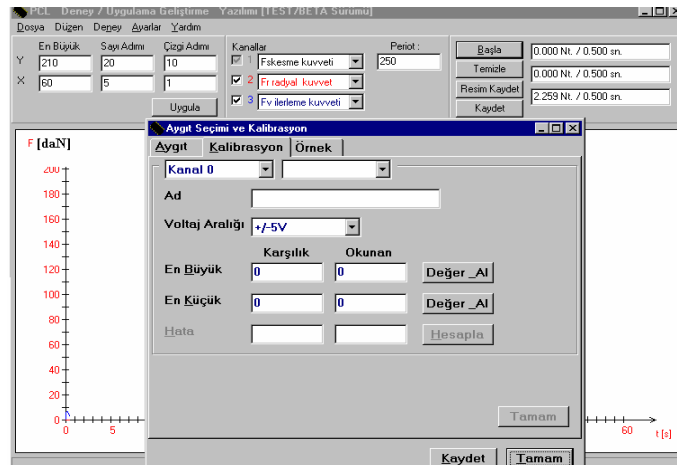 PCL Deney / Uygulama Geliştirme Yazılımı [TEST/BETA Sürümü]
Dosya Düzen Deney Ayarlar Yardım
En Büyük Sayı Adımı Çizgi Adımı Kanallar Periot :
Y 210 20 10 1 Fskesme kuvveti 250
X 60 5 1 2 Fr radyal kuvvet
3 Fv ilerleme kuvveti
Uygula
Başla 0.000 Nt. / 0.500 sn.
Temizle 0.000 Nt. / 0.500 sn.
Resim Kaydet 2.259 Nt. / 0.500 sn.
Kaydet
Aygıt Seçimi ve Kalibrasyon
Aygıt Kalibrasyon Örnek
Kanal 0
Ad
Voltaj Aralığı +/-5V
Karşılık Okunan
En Büyük 0 0 Değer _Al
En Küçük 0 0 Değer _Al
Hata Hesapla
Tamam
Kaydet Tamam
F [daN]
200
180
160
140
120
100
80
60
40
20
0
0 5 60 t [s]